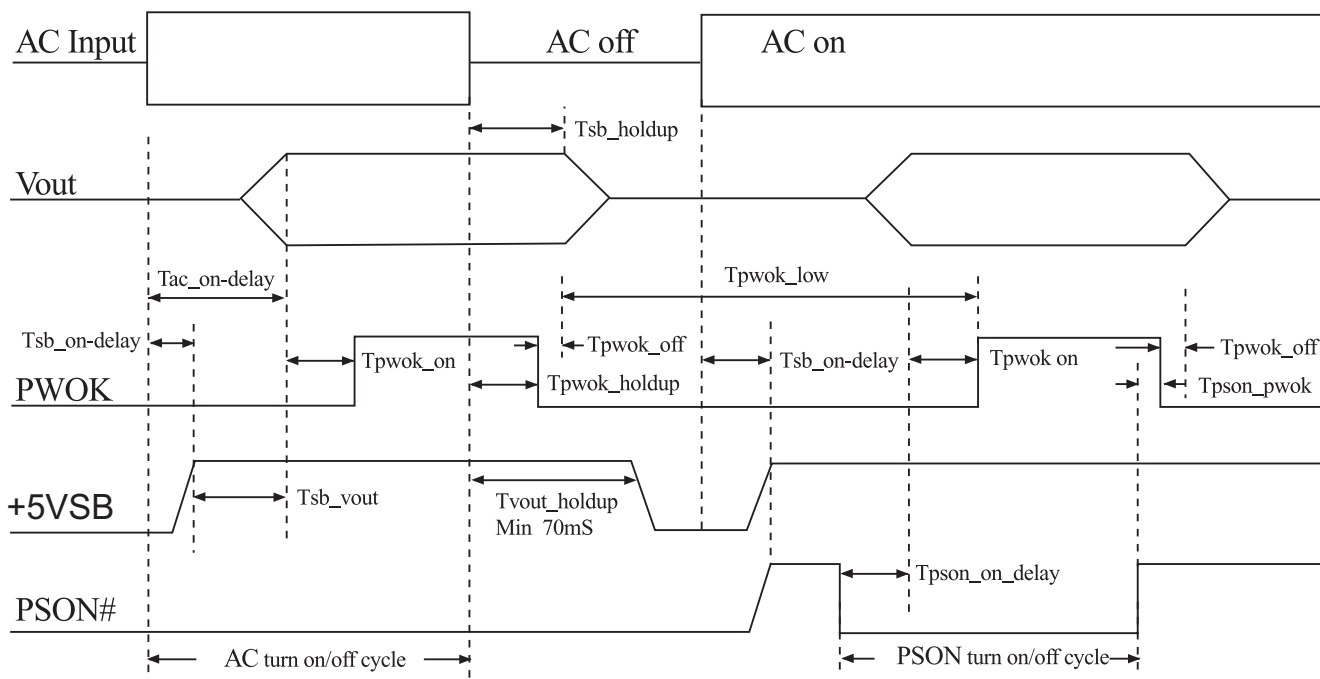 AC Input
AC off
AC on
Tsb_holdup
Vout
Tac_on-delay
Tpwok_low
Tsb_on-delay
Tpwok_on
Tpwok_off
Tsb_on-delay
Tpwok on
Tpwok_off
PWOK
Tpwok_holdup
Tpson_pwok
+5VSB
Tsb_vout
Tvout_holdup
Min 70mS
PSON#
Tpson_on_delay
AC turn on/off cycle
PSON turn on/off cycle